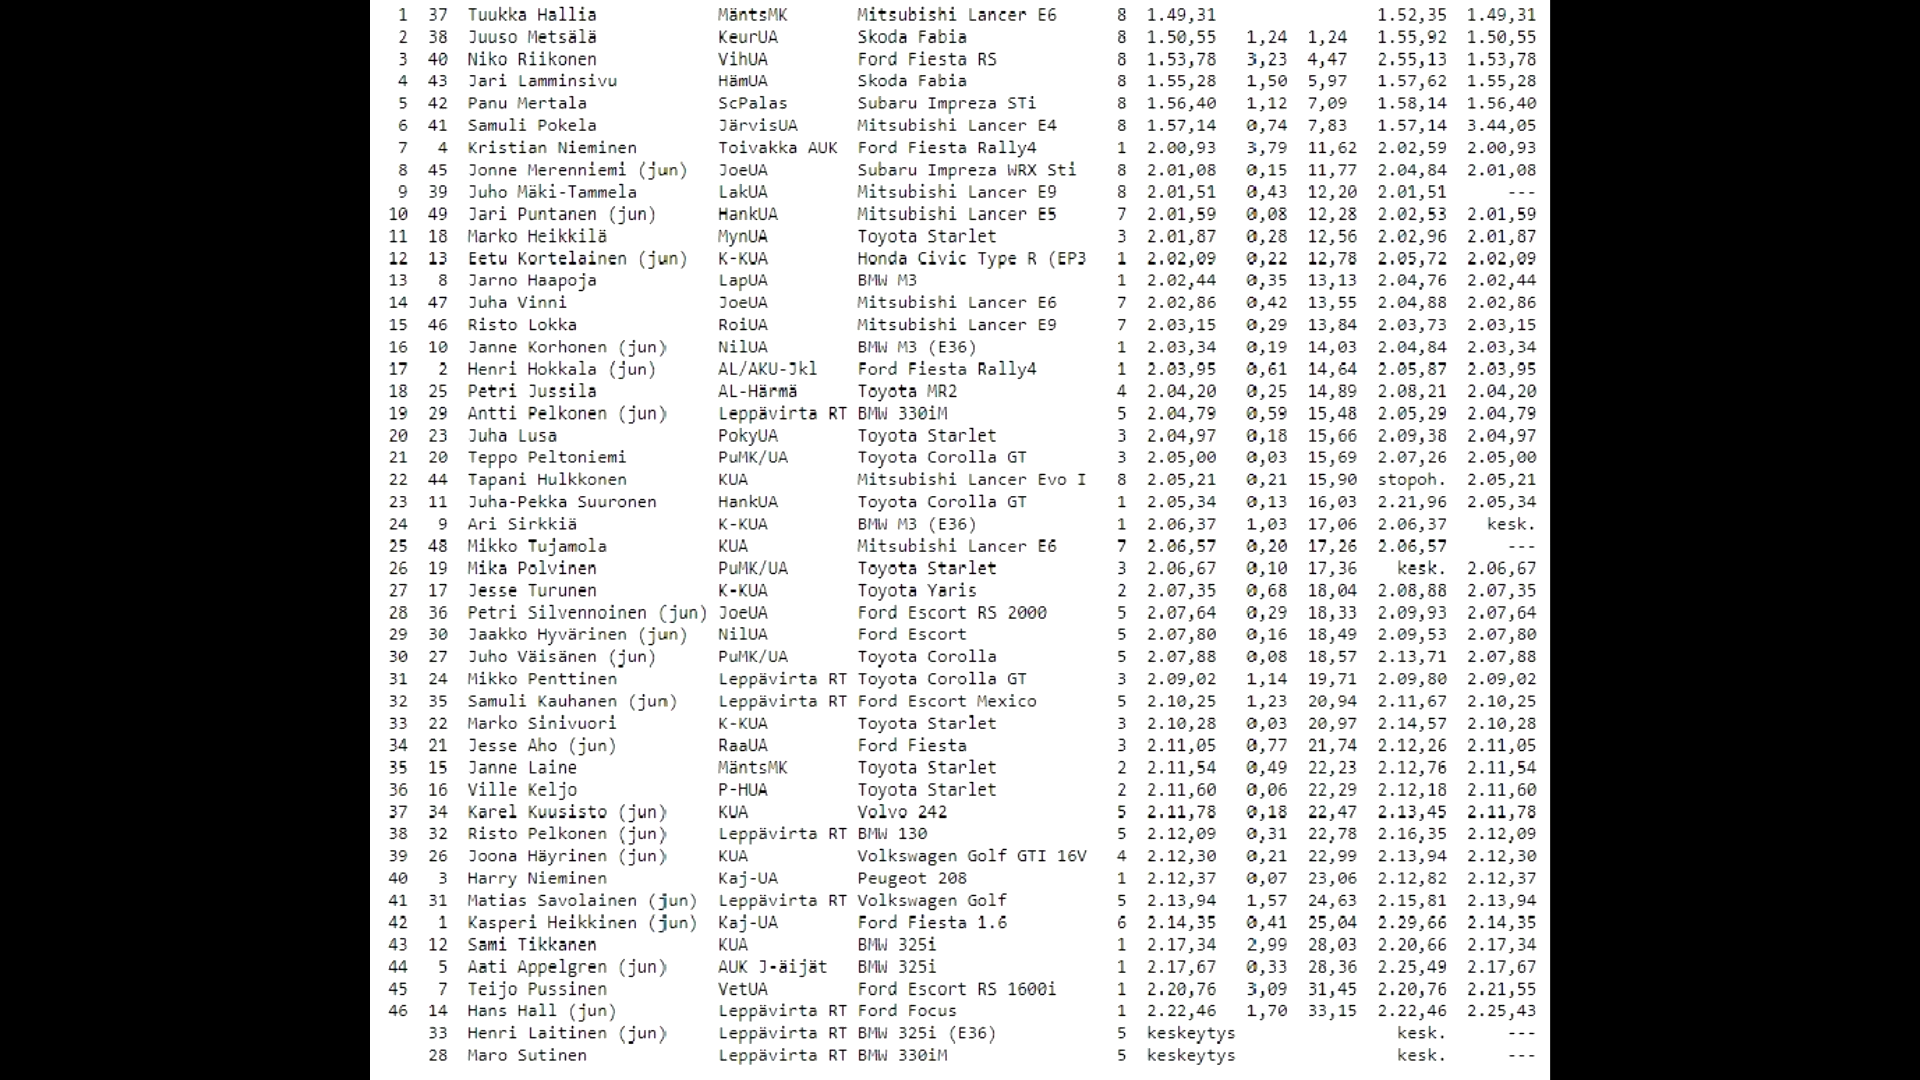 1 37 Tuukka Hallia MäntsMK Mitsubishi Lancer E6 8 1.49,31 1.52,35 1.49,31
2 38 Juuso Metsälä KeurUA Skoda Fabia 8 1.50,55 1,24 1,24 1.55,92 1.50,55
3 40 Niko Riikonen VihUA Ford Fiesta RS 8 1.53,78 3,23 4,47 2.55,13 1.53,78
4 43 Jari Lamminsivu HämUA Skoda Fabia 8 1.55,28 1,50 5,97 1.57,62 1.55,28
5 42 Panu Mertala ScPalas Subaru Impreza STi 8 1.56,40 1,12 7,09 1.58,14 1.56,40
6 41 Samuli Pokela JärvisUA Mitsubishi Lancer E4 8 1.57,14 0,74 7,83 1.57,14 3.44,05
7 4 Kristian Nieminen Toivakka AUK Ford Fiesta Rally4 1 2.00,93 3,79 11,62 2.02,59 2.00,93
8 45 Jonne Merenniemi (jun) JoeUA Subaru Impreza WRX Sti 8 2.01,08 0,15 11,77 2.04,84 2.01,08
9 39 Juho Mäki-Tammela LakUA Mitsubishi Lancer E9 8 2.01,51 0,43 12,20 2.01,51 ---
10 49 Jari Puntanen (jun) HankUA Mitsubishi Lancer E5 7 2.01,59 0,08 12,28 2.02,53 2.01,59
11 18 Marko Heikkilä MynUA Toyota Starlet 3 2.01,87 0,28 12,56 2.02,96 2.01,87
12 13 Eetu Kortelainen (jun) K-KUA Honda Civic Type R (EP3 1 2.02,09 0,22 12,78 2.05,72 2.02,09
13 8 Jarno Haapoja LapUA BMW M3 1 2.02,44 0,35 13,13 2.04,76 2.02,44
14 47 Juha Vinni JoeUA Mitsubishi Lancer E6 7 2.02,86 0,42 13,55 2.04,88 2.02,86
15 46 Risto Lokka RoiUA Mitsubishi Lancer E9 7 2.03,15 0,29 13,84 2.03,73 2.03,15
16 10 Janne Korhonen (jun) NilUA BMW M3 (E36) 1 2.03,34 0,19 14,03 2.04,84 2.03,34
17 2 Henri Hokkala (jun) AL/AKU-Jkl Ford Fiesta Rally4 1 2.03,95 0,61 14,64 2.05,87 2.03,95
18 25 Petri Jussila AL-Härmä Toyota MR2 4 2.04,20 0,25 14,89 2.08,21 2.04,20
19 29 Antti Pelkonen (jun) Leppävirta RT BMW 330iM 5 2.04,79 0,59 15,48 2.05,29 2.04,79
20 23 Juha Lusa PokyUA Toyota Starlet 3 2.04,97 0,18 15,66 2.09,38 2.04,97
21 20 Teppo Peltoniemi PuMK/UA Toyota Corolla GT 3 2.05,00 0,03 15,69 2.07,26 2.05,00
22 44 Tapani Hulkkonen KUA Mitsubishi Lancer Evo I 8 2.05,21 0,21 15,90 stopoh. 2.05,21
23 11 Juha-Pekka Suuronen HankUA Toyota Corolla GT 1 2.05,34 0,13 16,03 2.21,96 2.05,34
24 9 Ari Sirkkiä K-KUA BMW M3 (E36) 1 2.06,37 1,03 17,06 2.06,37 kesk.
25 48 Mikko Tujamola KUA Mitsubishi Lancer E6 7 2.06,57 0,20 17,26 2.06,57 ---
26 19 Mika Polvinen PuMK/UA Toyota Starlet 3 2.06,67 0,10 17,36 kesk. 2.06,67
27 17 Jesse Turunen K-KUA Toyota Yaris 2 2.07,35 0,68 18,04 2.08,88 2.07,35
28 36 Petri Silvennoinen (jun) JoeUA Ford Escort RS 2000 5 2.07,64 0,29 18,33 2.09,93 2.07,64
29 30 Jaakko Hyvärinen (jun) NilUA Ford Escort 5 2.07,80 0,16 18,49 2.09,53 2.07,80
30 27 Juho Väisänen (jun) PuMK/UA Toyota Corolla 5 2.07,88 0,08 18,57 2.13,71 2.07,88
31 24 Mikko Penttinen Leppävirta RT Toyota Corolla GT 3 2.09,02 1,14 19,71 2.09,80 2.09,02
32 35 Samuli Kauhanen (jun) Leppävirta RT Ford Escort Mexico 5 2.10,25 1,23 20,94 2.11,67 2.10,25
33 22 Marko Sinivuori K-KUA Toyota Starlet 3 2.10,28 0,03 20,97 2.14,57 2.10,28
34 21 Jesse Aho (jun) RaaUA Ford Fiesta 3 2.11,05 0,77 21,74 2.12,26 2.11,05
35 15 Janne Laine MäntsMK Toyota Starlet 2 2.11,54 0,49 22,23 2.12,76 2.11,54
36 16 Ville Keljo P-HUA Toyota Starlet 2 2.11,60 0,06 22,29 2.12,18 2.11,60
37 34 Karel Kuusisto (jun) KUA Volvo 242 5 2.11,78 0,18 22,47 2.13,45 2.11,78
38 32 Risto Pelkonen (jun) Leppävirta RT BMW 130 5 2.12,09 0,31 22,78 2.16,35 2.12,09
39 26 Joona Häyrinen (jun) KUA Volkswagen Golf GTI 16V 4 2.12,30 0,21 22,99 2.13,94 2.12,30
40 3 Harry Nieminen Kaj-UA Peugeot 208 1 2.12,37 0,07 23,06 2.12,82 2.12,37
41 31 Matias Savolainen (jun) Leppävirta RT Volkswagen Golf 5 2.13,94 1,57 24,63 2.15,81 2.13,94
42 1 Kasperi Heikkinen (jun) Kaj-UA Ford Fiesta 1.6 6 2.14,35 0,41 25,04 2.29,66 2.14,35
43 12 Sami Tikkanen KUA BMW 325i 1 2.17,34 2,99 28,03 2.20,66 2.17,34
44 5 Aati Appelgren (jun) AUK J-äijät BMW 325i 1 2.17,67 0,33 28,36 2.25,49 2.17,67
45 7 Teijo Pussinen VetUA Ford Escort RS 1600i 1 2.20,76 3,09 31,45 2.20,76 2.21,55
46 14 Hans Hall (jun) Leppävirta RT Ford Focus 1 2.22,46 1,70 33,15 2.22,46 2.25,43
33 Henri Laitinen (jun) Leppävirta RT BMW 325i (E36) 5 keskeytys kesk. ---
28 Maro Sutinen Leppävirta RT BMW 330iM 5 keskeytys kesk. ---